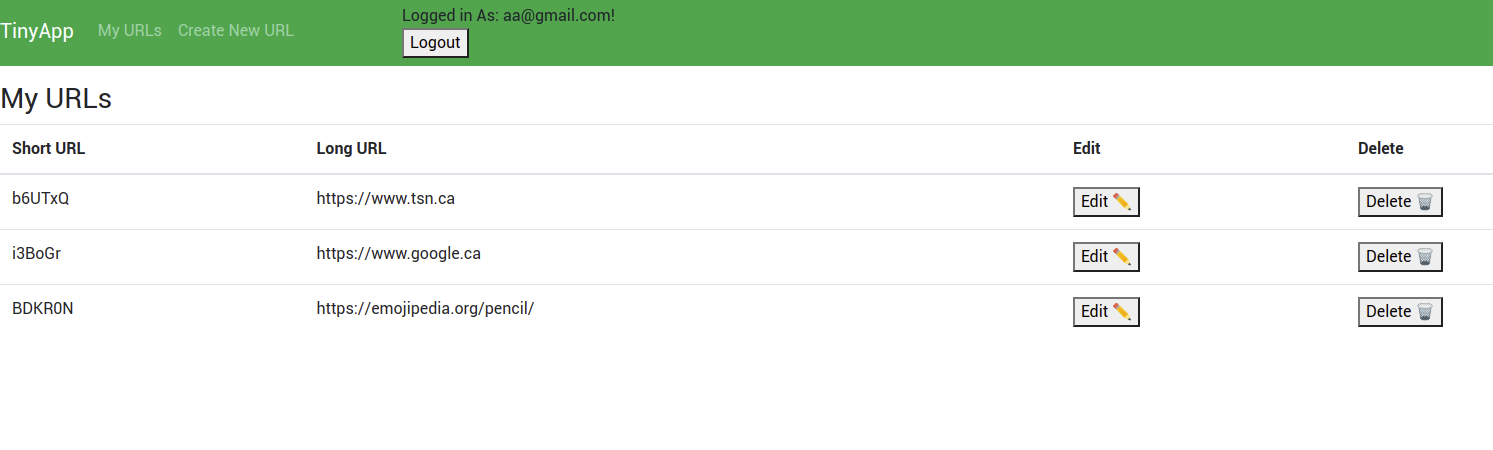 TinyApp My URLs Create New URL
Logged in As: aa@gmail.com!
Logout
My URLs
Short URL Long URL Edit Delete
b6UTxQ https://www.tsn.ca Edit ✏️ Delete 🗑️
i3BoGr https://www.google.ca Edit ✏️ Delete 🗑️
BDKR0N https://emojipedia.org/pencil/ Edit ✏️ Delete 🗑️